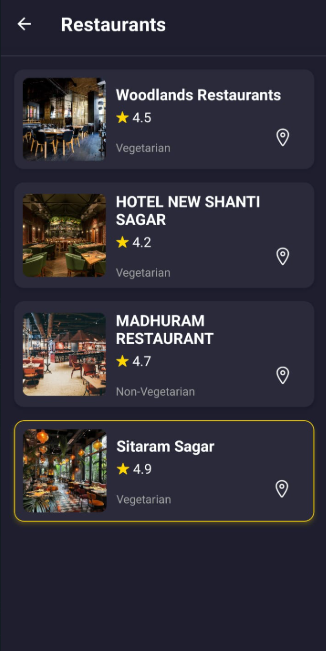 Restaurants
Woodlands Restaurants
4.5
Vegetarian
HOTEL NEW SHANTI
SAGAR
4.2
Vegetarian
MADHURAM
RESTAURANT
4.7
Non-Vegetarian
Sitaram Sagar
4.9
Vegetarian